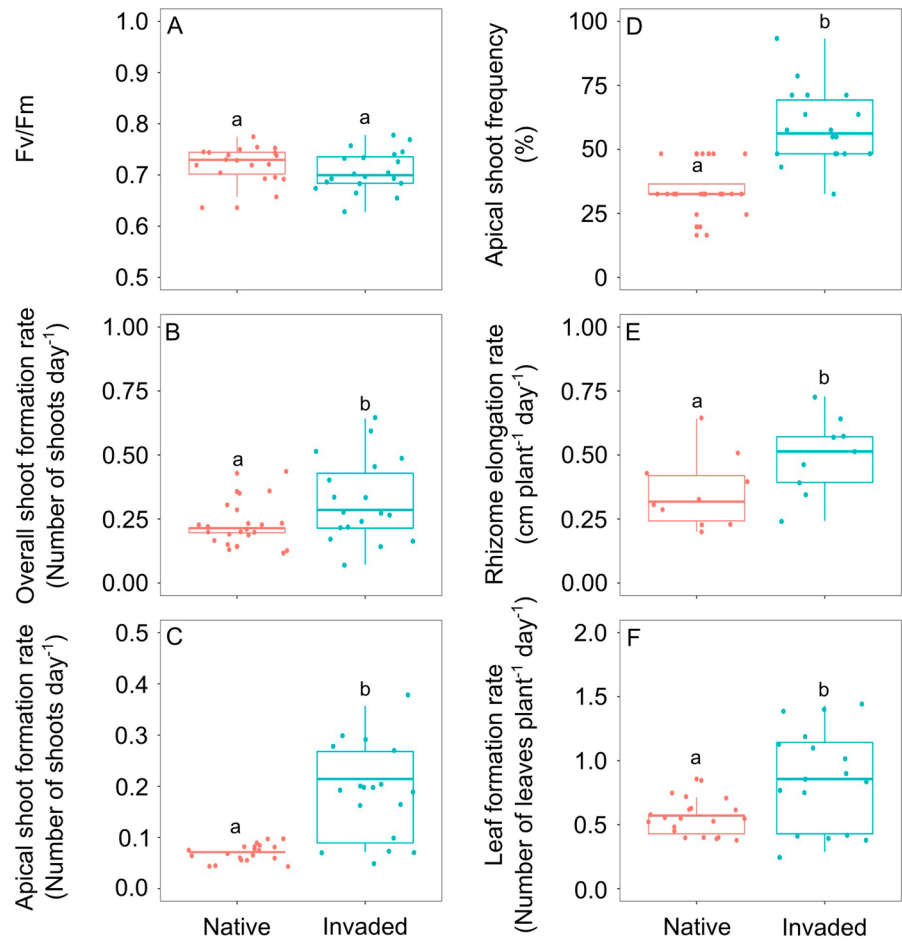 A
Fv/Fm
1.0
0.9
0.8
0.7
0.6
0.5
a
a
D
Apical shoot frequency
(%)
100
75
50
25
0
a
b
B
Overall shoot formation rate
(Number of shoots day-1)
1.00
0.75
0.50
0.25
0.00
a
b
E
Rhizome elongation rate
(cm plant-1 day-1)
1.00
0.75
0.50
0.25
0.00
a
b
C
Apical shoot formation rate
(Number of shoots day-1)
0.5
0.4
0.3
0.2
0.1
0.0
a
b
Native
Invaded
F
Leaf formation rate
(Number of leaves plant-1 day-1)
2.0
1.5
1.0
0.5
0.0
a
b
Native
Invaded